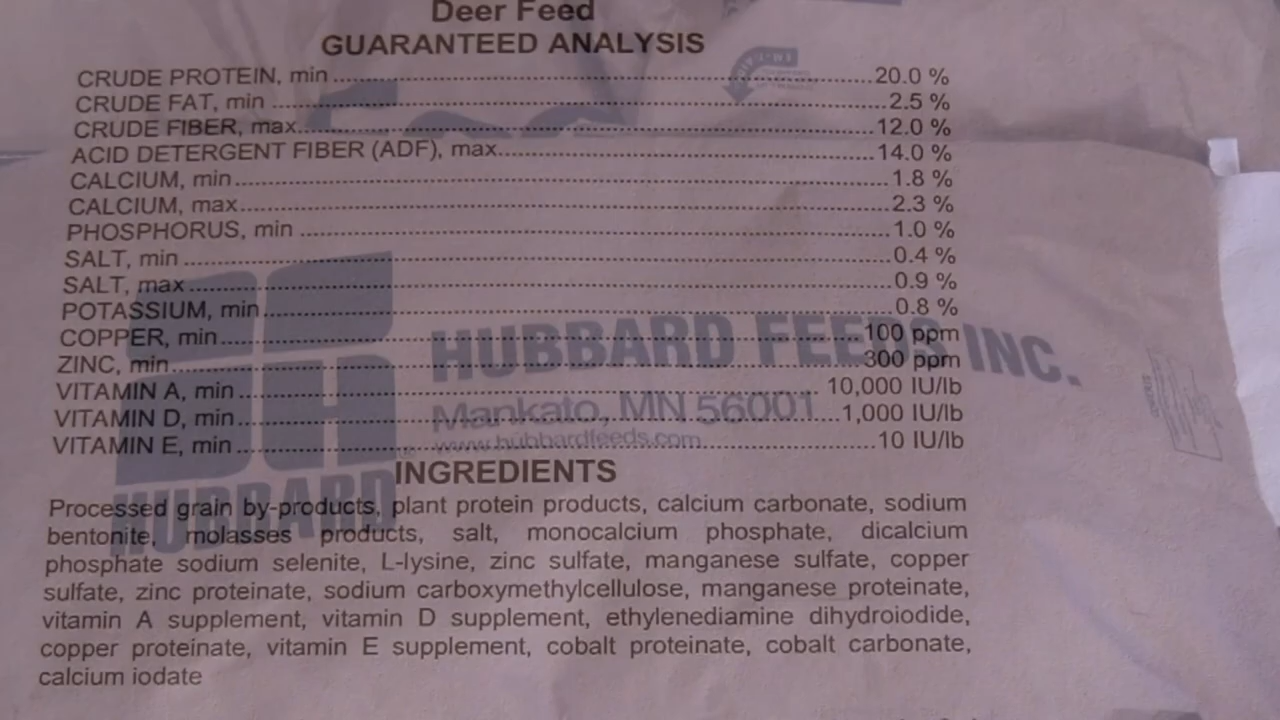 Deer Feed
GUARANTEED ANALYSIS
CRUDE PROTEIN, min ........ 20.0 %
CRUDE FAT, min ........ 2.5 %
CRUDE FIBER, max........ 12.0 %
ACID DETERGENT FIBER (ADF), max........ 14.0 %
CALCIUM, min........ 1.8 %
CALCIUM, max........ 2.3 %
PHOSPHORUS, min ........ 1.0 %
SALT, min ........ 0.4 %
SALT, max........ 0.9 %
POTASSIUM, min........ 0.8 %
COPPER, min........ 100 ppm
ZINC, min........ 300 ppm
VITAMIN A, min ........ 10,000 IU/lb
VITAMIN D, min........ 1,000 IU/lb
VITAMIN E, min ........ 10 IU/lb
HUBBARD FEEDS INC.
Mankato, MN 56001
www.hubbardfeeds.com
HUBBARD
INGREDIENTS
Processed grain by-products, plant protein products, calcium carbonate, sodium
bentonite, molasses products, salt, monocalcium phosphate, dicalcium
phosphate sodium selenite, L-lysine, zinc sulfate, manganese sulfate, copper
sulfate, zinc proteinate, sodium carboxymethylcellulose, manganese proteinate,
vitamin A supplement, vitamin D supplement, ethylenediamine dihydroiodide,
copper proteinate, vitamin E supplement, cobalt proteinate, cobalt carbonate,
calcium iodate